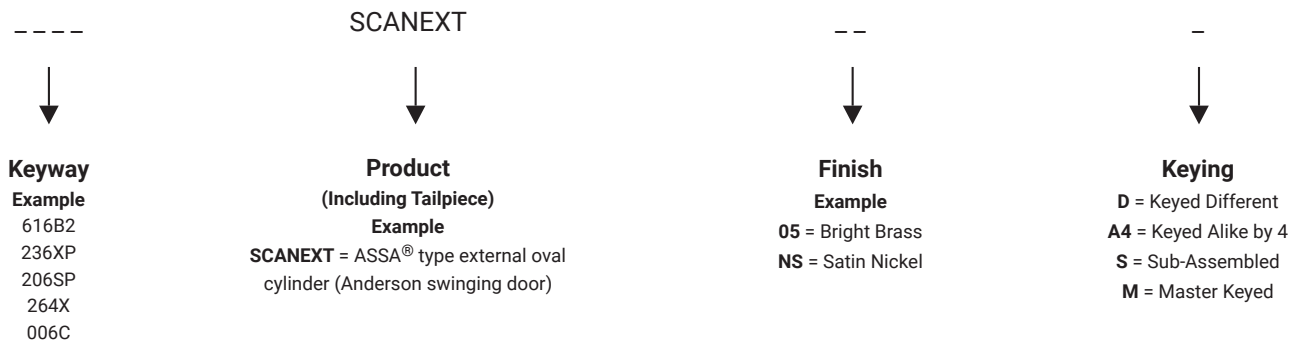 _ _ _ _ SCANEXT _ _ _
Keyway
Example
616B2
236XP
206SP
264X
006C
Product
(Including Tailpiece)
Example
SCANEXT = ASSA® type external oval
cylinder (Anderson swinging door)
Finish
Example
05 = Bright Brass
NS = Satin Nickel
Keying
D = Keyed Different
A4 = Keyed Alike by 4
S = Sub-Assembled
M = Master Keyed